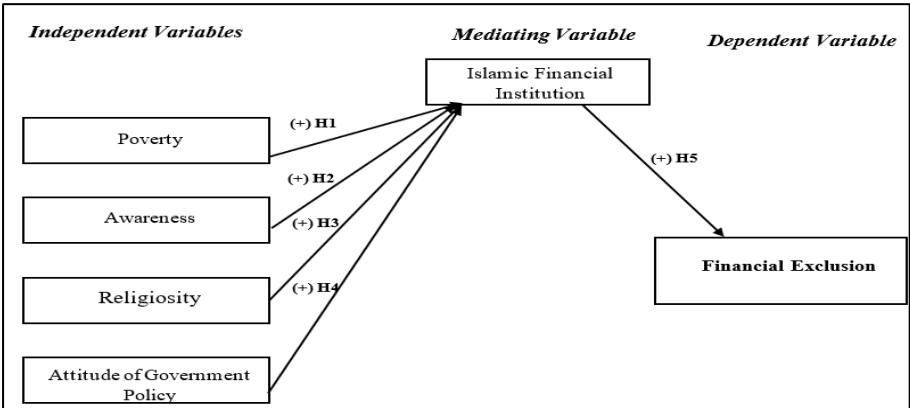 Independent Variables
Mediating Variable
Dependent Variable
Islamic Financial
Institution
Poverty
(+) H1
(+) H2
(+) H5
Awareness
(+) H3
Financial Exclusion
Religiosity
(+) H4
Attitude of Government
Policy